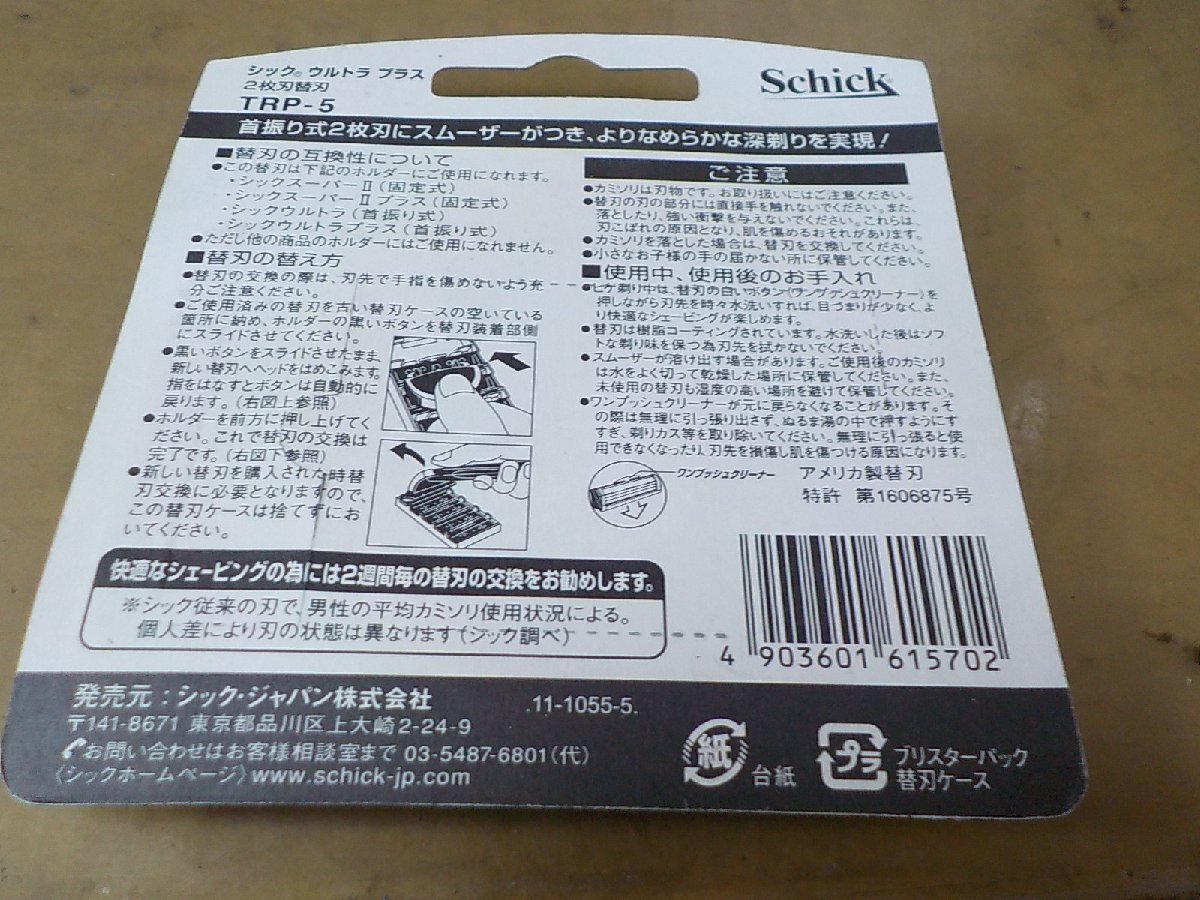 シック® ウルトラ プラス
2枚刃替刃
TRP-5
Schick
首振り式2枚刃にスムーザーがつき、よりなめらかな深剃りを実現!
■替刃の互換性について
●この替刃は下記のホルダーにご使用になれます。
・シックスーパーⅡ(固定式)
・シックスーパーⅡプラス(固定式)
・シックウルトラ(首振り式)
・シックウルトラプラス(首振り式)
●ただし他の商品のホルダーにはご使用になれません。
■替刃の替え方
●替刃の交換の際は、刃先で手指を傷めないよう充
分ご注意ください。
●ご使用済みの替刃を古い替刃ケースの空いている
箇所に納め、ホルダーの黒いボタンを替刃装着部側
にスライドさせてください。
●黒いボタンをスライドさせたまま、
新しい替刃へヘッドをはめこみます。
指をはなすとボタンは自動的に
戻ります。(右図上参照)
●ホルダーを前方に押し上げてく
ださい。これで替刃の交換は
完了です。(右図下参照)
●新しい替刃を購入された時替
刃交換に必要となりますので、
この替刃ケースは捨てずにお
いてください。
ご注意
●カミソリは刃物です。お取り扱いにはご注意ください。
●替刃の刃の部分には直接手を触れないでください。また、
落としたり、強い衝撃を与えないでください。これらは、
刃こぼれの原因となり、肌を傷めるおそれがあります。
●カミソリを落とした場合は、替刃を交換してください。
●小さなお子様の手の届かない所に保管してください。
■使用中、使用後のお手入れ
●ヒゲ剃り中は、替刃の白いボタン(ワンプッシュクリーナー)を
押しながら刃先を時々水洗いすれば、目づまりが少なく、よ
り快適なシェービングが楽しめます。
●替刃は樹脂コーティングされています。水洗いした後はソフ
トな剃り味を保つ為刃先を拭かないでください。
●スムーザーが溶け出す場合があります。ご使用後のカミソリ
は水をよく切って乾燥した場所に保管してください。また、
未使用の替刃も湿度の高い場所を避けて保管してください。
●ワンプッシュクリーナーが元に戻らなくなることがあります。そ
の際は無理に引っ張り出さず、ぬるま湯の中で押すようにす
すぎ、剃りカス等を取り除いてください。無理に引っ張ると使
用できなくなったり、刃先を損傷し肌を傷つける原因になります。
ワンプッシュクリーナー
アメリカ製替刃
特許 第1606875号
快適なシェービングの為には2週間毎の替刃の交換をお勧めします。
※シック従来の刃で、男性の平均カミソリ使用状況による。
個人差により刃の状態は異なります(シック調べ)
4 903601 615702
発売元:シック・ジャパン株式会社
11-1055-5.
〒141-8671 東京都品川区上大崎2-24-9
お問い合わせはお客様相談室まで 03-5487-6801(代)
〈シックホームページ〉www.schick-jp.com
紙
台紙
プラ
ブリスターパック
替刃ケース